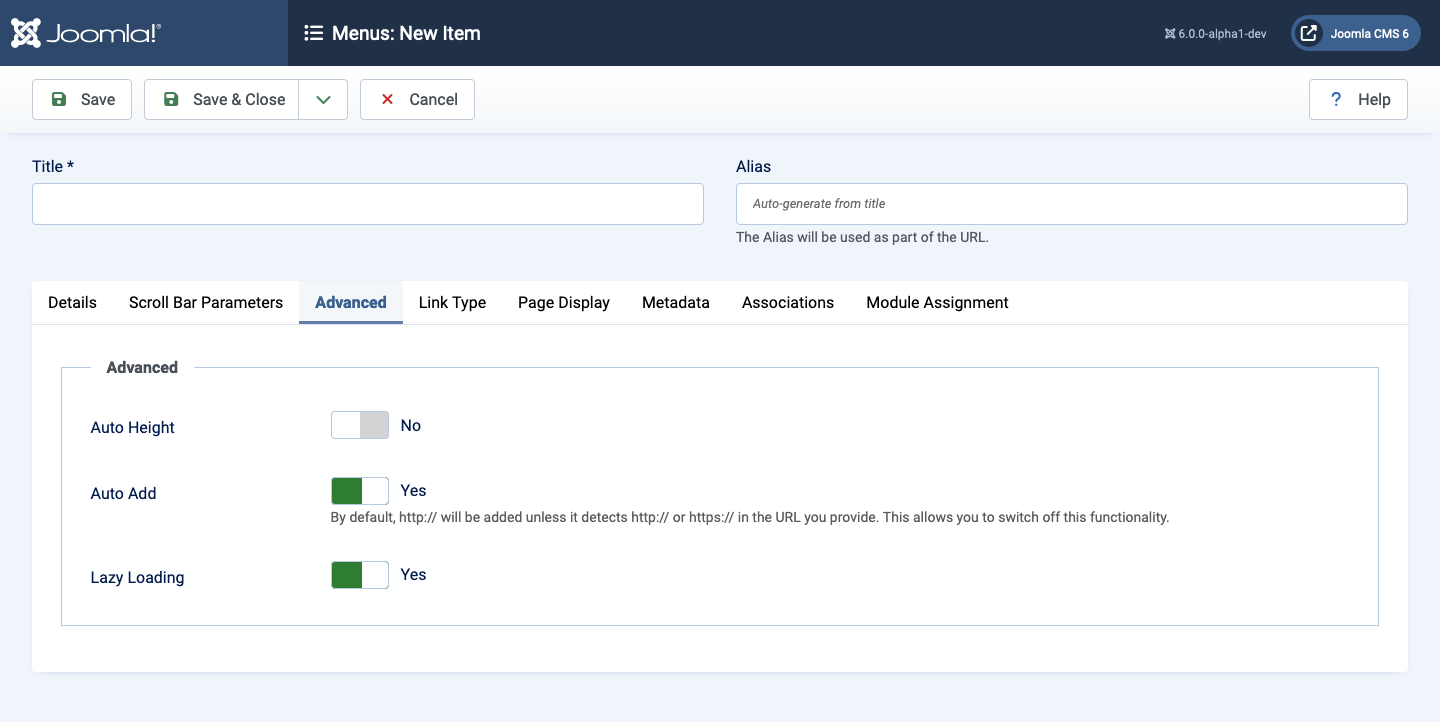 Joomla!®
Menus: New Item
6.0.0-alpha1-dev
Joomla CMS 6
Save
Save & Close
Cancel
? Help
Title *
Alias
Auto-generate from title
The Alias will be used as part of the URL.
Details Scroll Bar Parameters Advanced Link Type Page Display Metadata Associations Module Assignment
Advanced
Auto Height No
Auto Add Yes
By default, http:// will be added unless it detects http:// or https:// in the URL you provide. This allows you to switch off this functionality.
Lazy Loading Yes